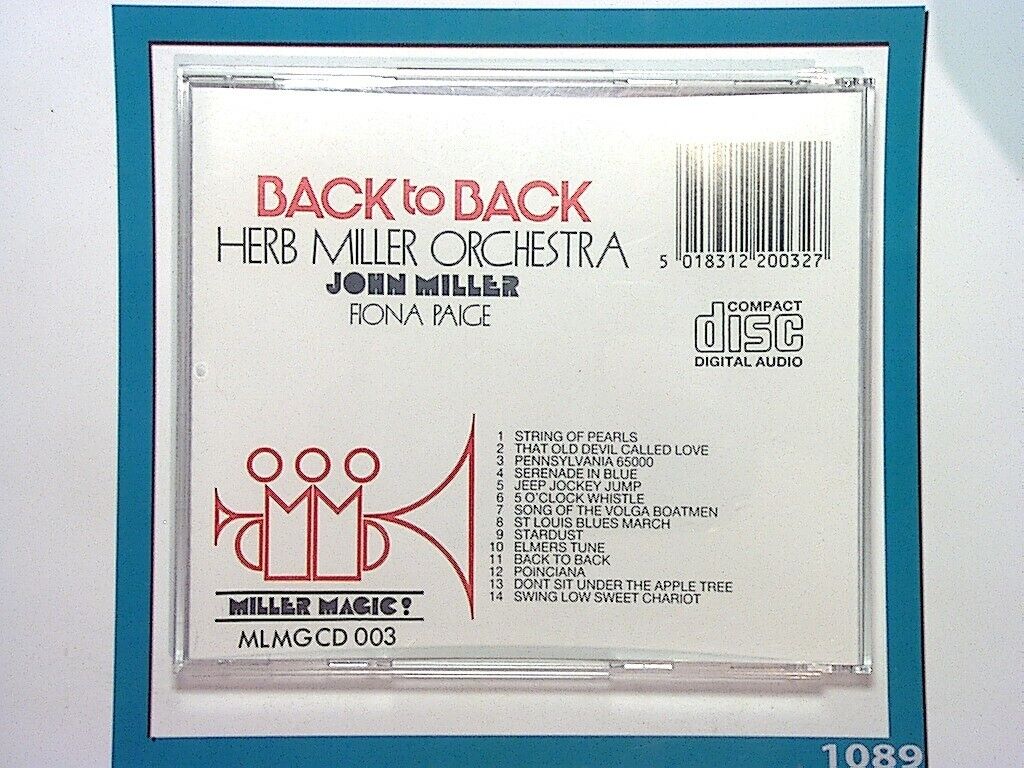 BACK to BACK
HERB MILLER ORCHESTRA
JOHN MILLER
FIONA PAIGE
5 018312 200327
COMPACT
disc
DIGITAL AUDIO
1 STRING OF PEARLS
2 THAT OLD DEVIL CALLED LOVE
3 PENNSYLVANIA 65000
4 SERENADE IN BLUE
5 JEEP JOCKEY JUMP
6 5 O'CLOCK WHISTLE
7 SONG OF THE VOLGA BOATMEN
8 ST LOUIS BLUES MARCH
9 STARDUST
10 ELMERS TUNE
11 BACK TO BACK
12 POINCIANA
13 DONT SIT UNDER THE APPLE TREE
14 SWING LOW SWEET CHARIOT
MILLER MAGIC!
MLMGCD 003
1089